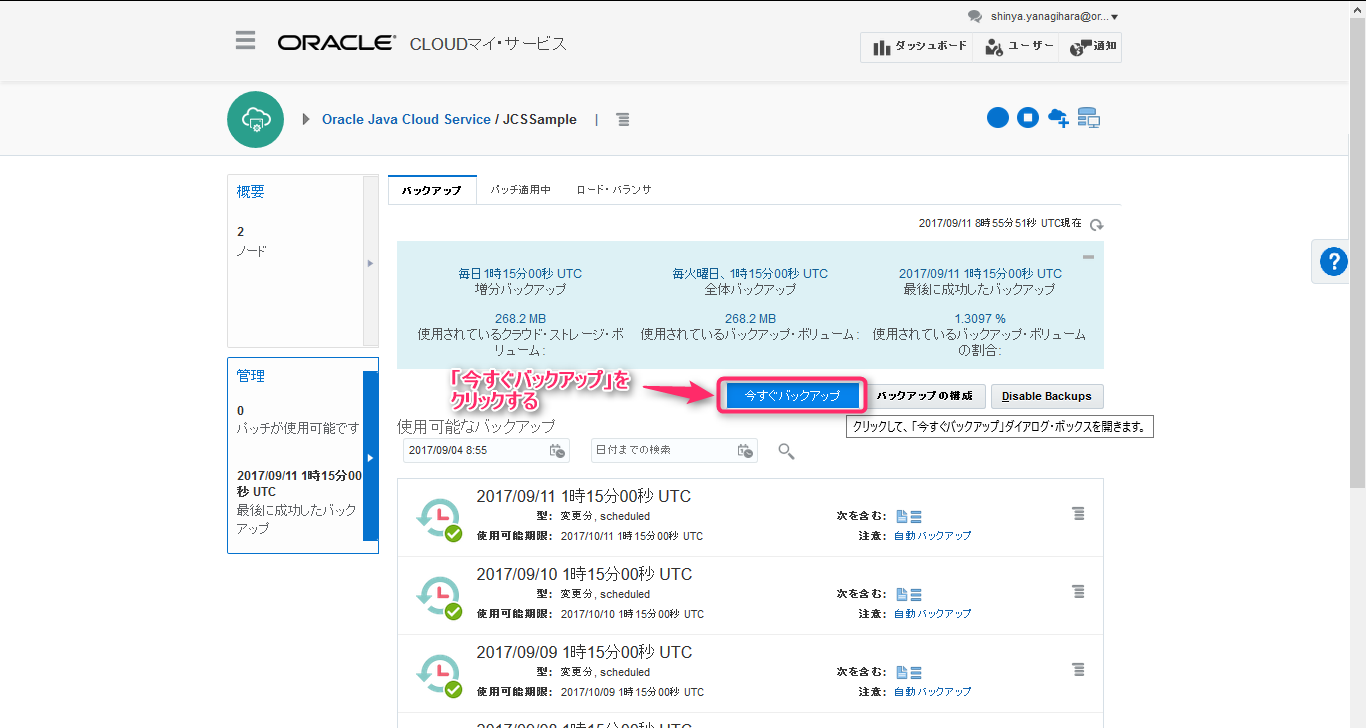 shinya.yanagihara@or...▼
ORACLE® CLOUDマイ・サービス
ダッシュボード ユーザー 通知
Oracle Java Cloud Service / JCSSample |
概要
2
ノード
管理
0
パッチが使用可能です
2017/09/11 1時15分00
秒 UTC
最後に成功したバック
アップ
バックアップ パッチ適用中 ロード・バランサ
2017/09/11 8時55分51秒 UTC現在
毎日1時15分00秒 UTC
増分バックアップ
毎火曜日、1時15分00秒 UTC
全体バックアップ
2017/09/11 1時15分00秒 UTC
最後に成功したバックアップ
268.2 MB
使用されているクラウド・ストレージ・ボ
リューム:
268.2 MB
使用されているバックアップ・ボリューム:
1.3097 %
使用されているバックアップ・ボリューム
の割合:
「今すぐバックアップ」を
クリックする
今すぐバックアップ バックアップの構成 Disable Backups
クリックして、「今すぐバックアップ」ダイアログ・ボックスを開きます。
使用可能なバックアップ
2017/09/04 8:55 日付までの検索
2017/09/11 1時15分00秒 UTC
型: 変更分, scheduled 次を含む:
使用可能期限: 2017/10/11 1時15分00秒 UTC 注意: 自動バックアップ
2017/09/10 1時15分00秒 UTC
型: 変更分, scheduled 次を含む:
使用可能期限: 2017/10/10 1時15分00秒 UTC 注意: 自動バックアップ
2017/09/09 1時15分00秒 UTC
型: 変更分, scheduled 次を含む:
使用可能期限: 2017/10/09 1時15分00秒 UTC 注意: 自動バックアップ
2017/09/08 1時15分00秒 UTC
?